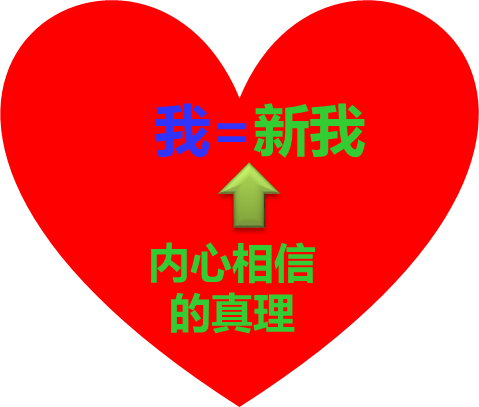 我=新我
内心相信
的真理